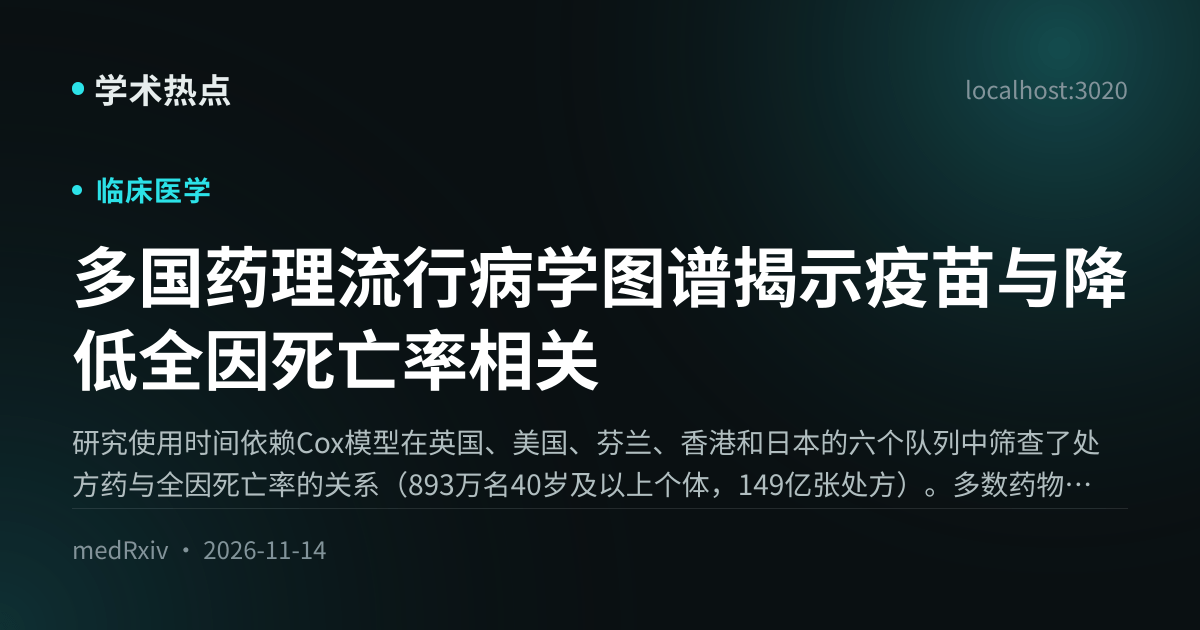 学术热点
localhost:3020
临床医学
多国药理流行病学图谱揭示疫苗与降
低全因死亡率相关
研究使用时间依赖Cox模型在英国、美国、芬兰、香港和日本的六个队列中筛查了处
方药与全因死亡率的关系（893万名40岁及以上个体，149亿张处方）。多数药物…
medRxiv · 2026-11-14